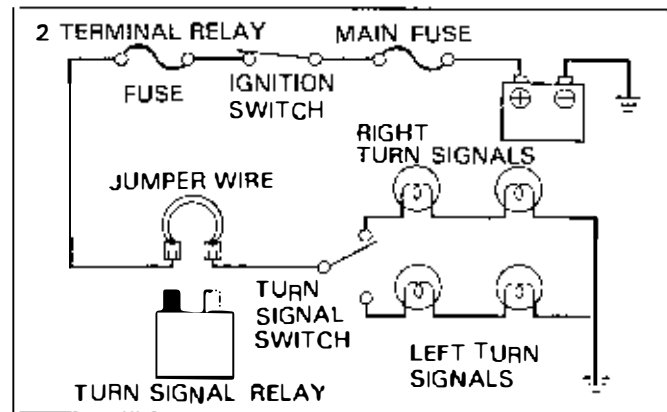 2 TERMINAL RELAY
MAIN FUSE
FUSE
IGNITION
SWITCH
RIGHT
TURN SIGNALS
JUMPER WIRE
TURN
SIGNAL
SWITCH
LEFT TURN
SIGNALS
TURN SIGNAL RELAY